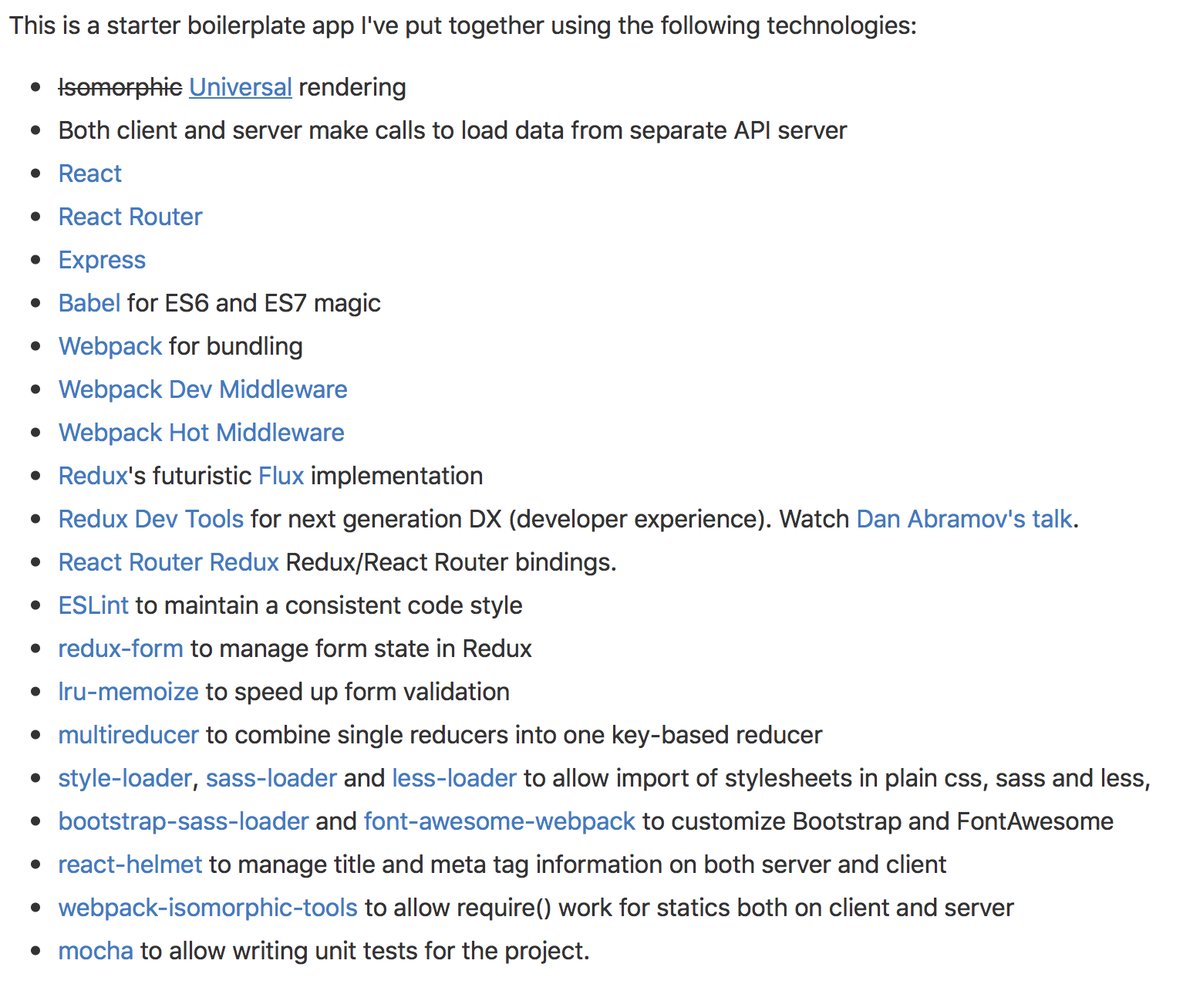 This is a starter boilerplate app I've put together using the following technologies:
Isomorphic Universal rendering
Both client and server make calls to load data from separate API server
React
React Router
Express
Babel for ES6 and ES7 magic
Webpack for bundling
Webpack Dev Middleware
Webpack Hot Middleware
Redux's futuristic Flux implementation
Redux Dev Tools for next generation DX (developer experience). Watch Dan Abramov's talk.
React Router Redux Redux/React Router bindings.
ESLint to maintain a consistent code style
redux-form to manage form state in Redux
lru-memoize to speed up form validation
multireducer to combine single reducers into one key-based reducer
style-loader, sass-loader and less-loader to allow import of stylesheets in plain css, sass and less,
bootstrap-sass-loader and font-awesome-webpack to customize Bootstrap and FontAwesome
react-helmet to manage title and meta tag information on both server and client
webpack-isomorphic-tools to allow require() work for statics both on client and server
mocha to allow writing unit tests for the project.